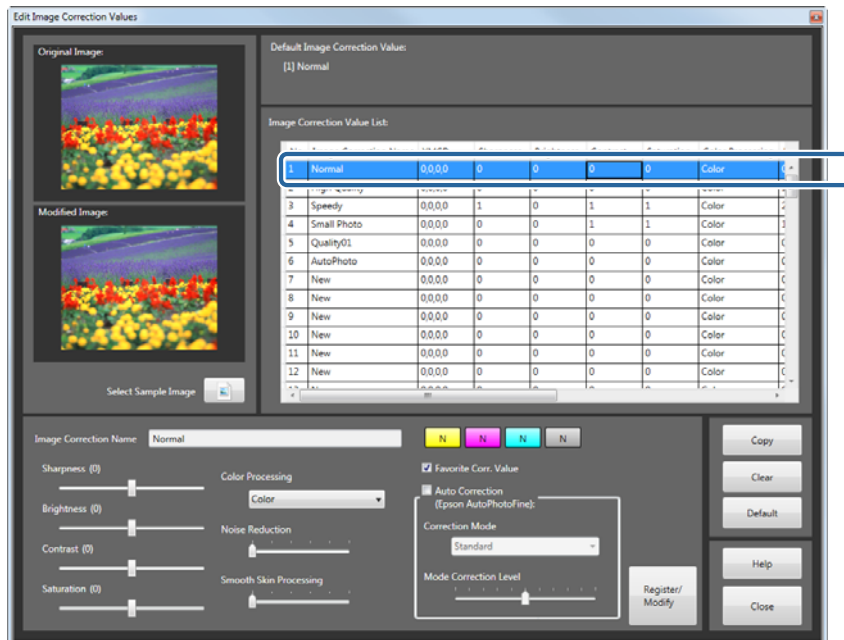 Edit Image Correction Values
Original Image:
Modified Image:
Select Sample Image
Default Image Correction Value:
[1] Normal
Image Correction Value List:
1 Normal 0,0,0,0 0 0 0 0 Color
3 Speedy 0,0,0,0 1 0 1 1 Color
4 Small Photo 0,0,0,0 0 0 1 1 Color
5 Quality01 0,0,0,0 0 0 0 0 Color
6 AutoPhoto 0,0,0,0 0 0 0 0 Color
7 New 0,0,0,0 0 0 0 0 Color
8 New 0,0,0,0 0 0 0 0 Color
9 New 0,0,0,0 0 0 0 0 Color
10 New 0,0,0,0 0 0 0 0 Color
11 New 0,0,0,0 0 0 0 0 Color
12 New 0,0,0,0 0 0 0 0 Color
Image Correction Name Normal
N N N N
Sharpness (0)
Brightness (0)
Contrast (0)
Saturation (0)
Color Processing
Color
Noise Reduction
Smooth Skin Processing
Favorite Corr. Value
Auto Correction
(Epson AutoPhotoFine):
Correction Mode
Standard
Mode Correction Level
Register/
Modify
Copy
Clear
Default
Help
Close